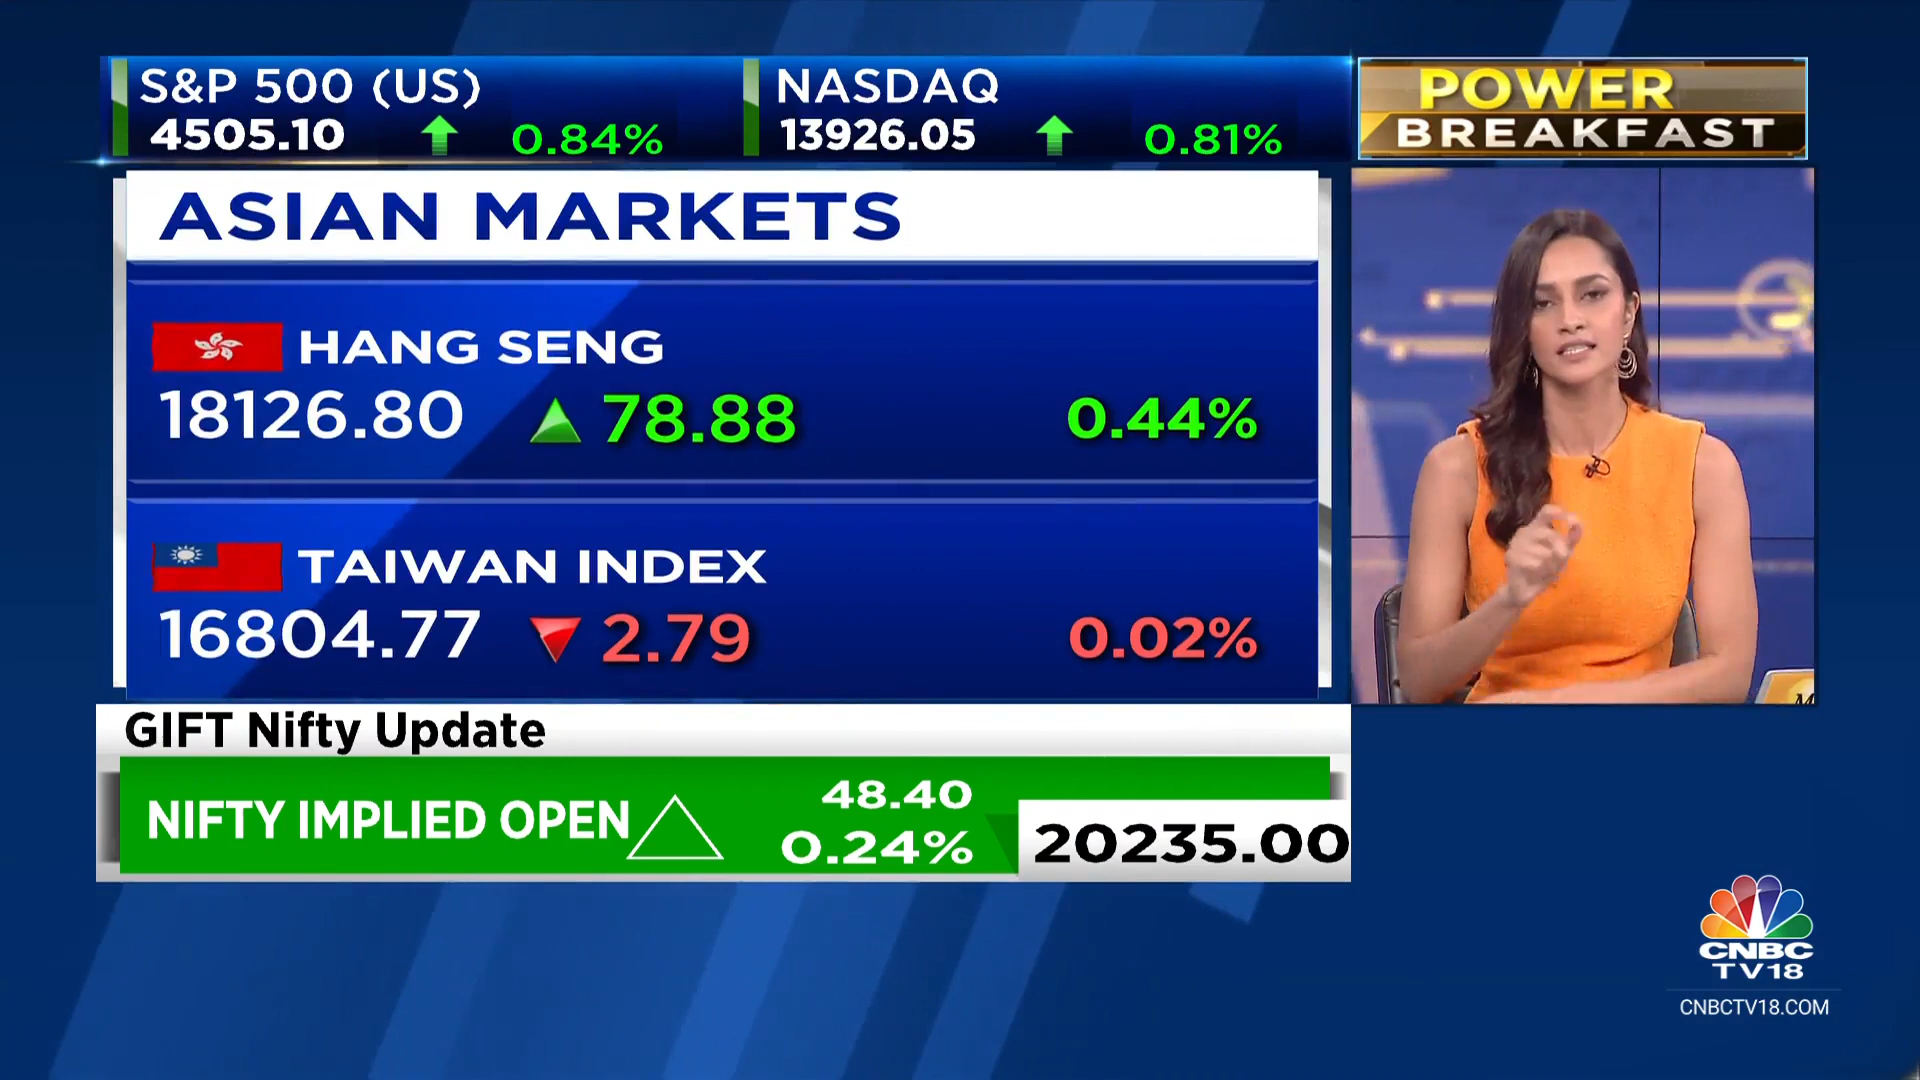 S&P 500 (US)
4505.10 0.84%
NASDAQ
13926.05 0.81%
POWER
BREAKFAST
ASIAN MARKETS
HANG SENG
18126.80 78.88 0.44%
TAIWAN INDEX
16804.77 2.79 0.02%
GIFT Nifty Update
NIFTY IMPLIED OPEN
48.40
0.24%
20235.00
CNBC
TV18
CNBCTV18.COM